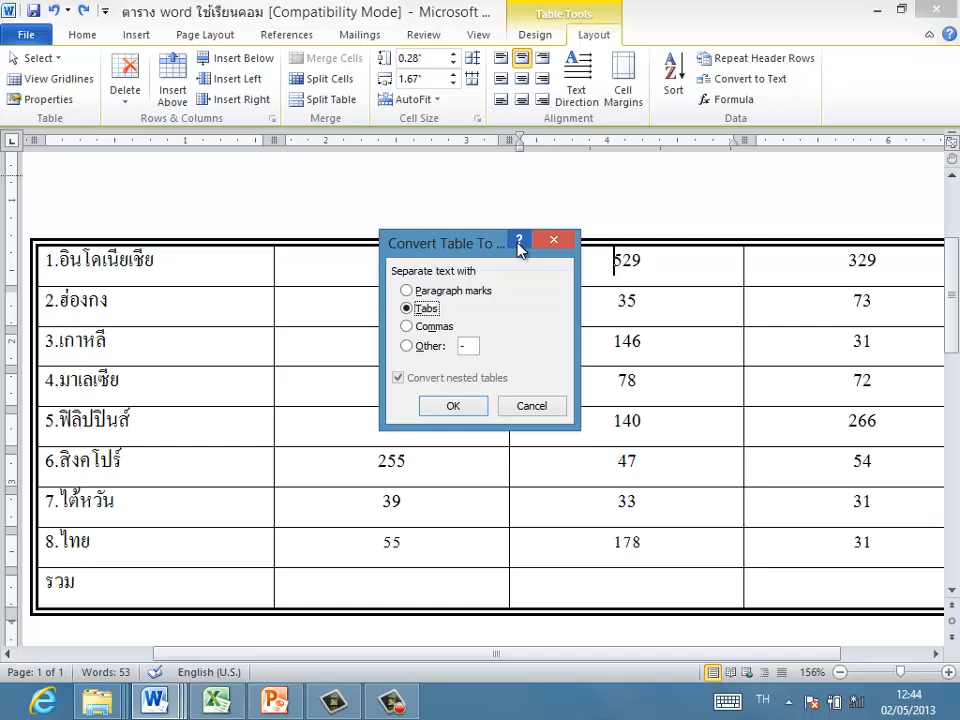 ตาราง word ใช้เรียนคอม [Compatibility Mode] - Microsoft ...
Table Tools
File Home Insert Page Layout References Mailings Review View Design Layout
Select
View Gridlines
Properties
Table
Delete
Insert Above
Insert Below
Insert Left
Insert Right
Rows & Columns
Merge Cells
Split Cells
Split Table
Merge
0.28"
1.67"
AutoFit
Cell Size
Text Direction
Cell Margins
Alignment
Sort
Repeat Header Rows
Convert to Text
Formula
Data
1 2 3 4 6
1.อินโดเนียเซีย 529 329
2.ฮ่องกง 35 73
3.เกาหลี 146 31
4.มาเลเซีย 78 72
5.ฟิลิปปินส์ 140 266
6.สิงคโปร์ 255 47 54
7.ไต้หวัน 39 33 31
8.ไทย 55 178 31
รวม
Convert Table To ...
Separate text with
Paragraph marks
Tabs
Commas
Other: -
Convert nested tables
OK Cancel
Page: 1 of 1 Words: 53 English (U.S.) 156%
TH
12:44
02/05/2013